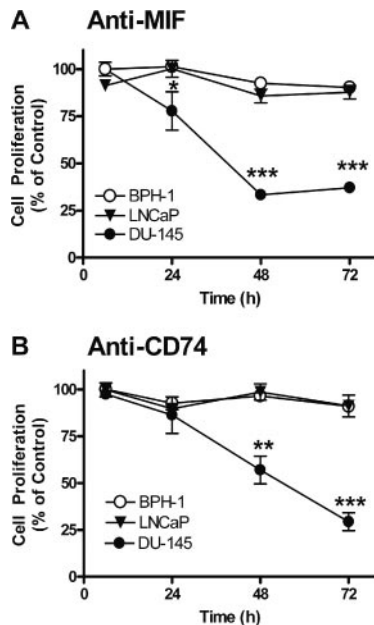 A Anti-MIF
Cell Proliferation
(% of Control)
100
75
50
25
0
*
***
***
BPH-1
LNCaP
DU-145
0 24 48 72
Time (h)
B Anti-CD74
Cell Proliferation
(% of Control)
100
75
50
25
0
**
***
BPH-1
LNCaP
DU-145
0 24 48 72
Time (h)